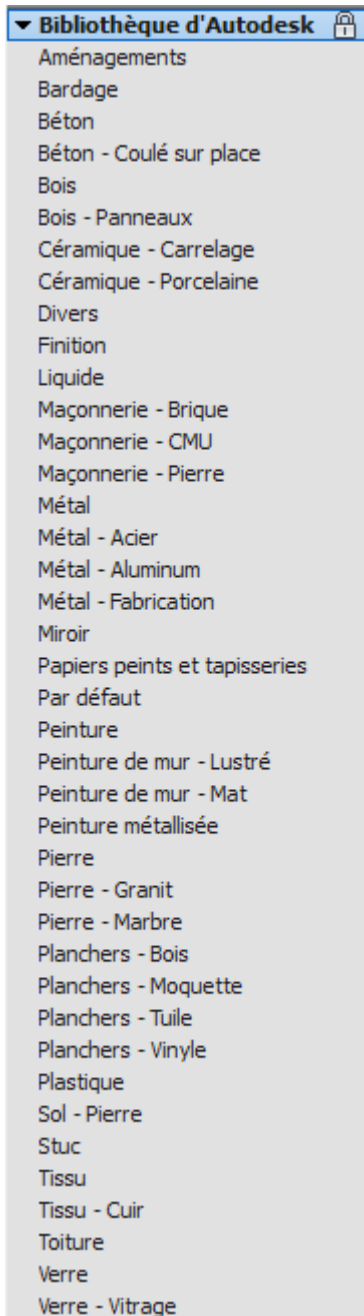 Bibliothèque d'Autodesk
Aménagements
Bardage
Béton
Béton - Coulé sur place
Bois
Bois - Panneaux
Céramique - Carrelage
Céramique - Porcelaine
Divers
Finition
Liquide
Maçonnerie - Brique
Maçonnerie - CMU
Maçonnerie - Pierre
Métal
Métal - Acier
Métal - Aluminum
Métal - Fabrication
Miroir
Papiers peints et tapisseries
Par défaut
Peinture
Peinture de mur - Lustré
Peinture de mur - Mat
Peinture métallisée
Pierre
Pierre - Granit
Pierre - Marbre
Planchers - Bois
Planchers - Moquette
Planchers - Tuile
Planchers - Vinyle
Plastique
Sol - Pierre
Stuc
Tissu
Tissu - Cuir
Toiture
Verre
Verre - Vitrage